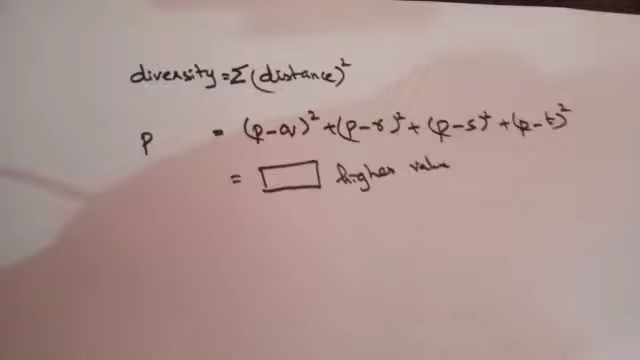 diversity = Σ (distance)²
p = (p-q)² + (p-r)² + (p-s)² + (p-t)²
= higher value